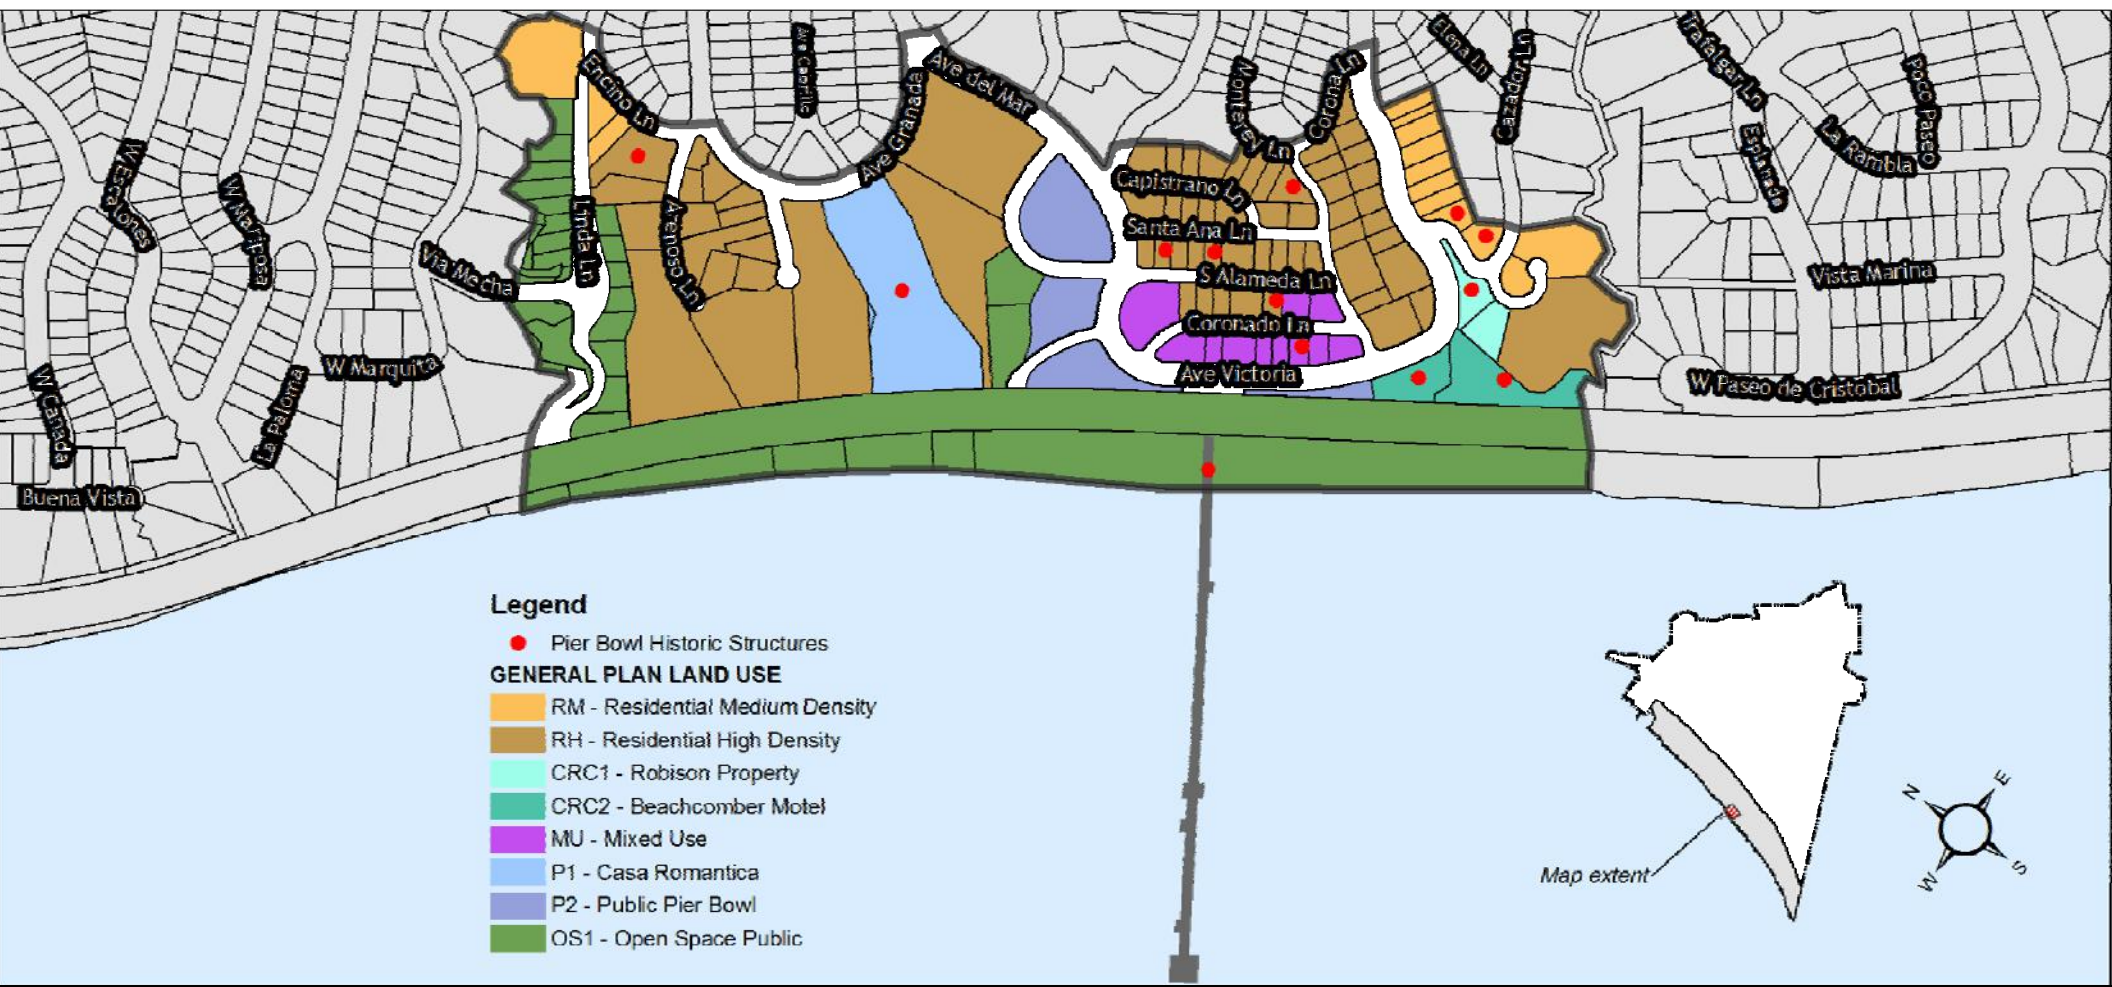 Encino Ln
Ave Cabrillo
Ave Granada
Ave del Mar
Monterey Ln
Corona Ln
Elena Ln
Cazador Ln
Trafalgar Ln
Poco Paseo
La Rambla
W Escalones
W Mariposa
Via Mecha
Linda Ln
Arenoso Ln
Capistrano Ln
Santa Ana Ln
S Alameda Ln
Coronado Ln
Ave Victoria
Vista Marina
W Paseo de Cristobal
W Marquita
La Paloma
W Canada
Buena Vista
Legend
Pier Bowl Historic Structures
GENERAL PLAN LAND USE
RM - Residential Medium Density
RH - Residential High Density
CRC1 - Robison Property
CRC2 - Beachcomber Motel
MU - Mixed Use
P1 - Casa Romantica
P2 - Public Pier Bowl
OS1 - Open Space Public
Map extent
N
E
W
S